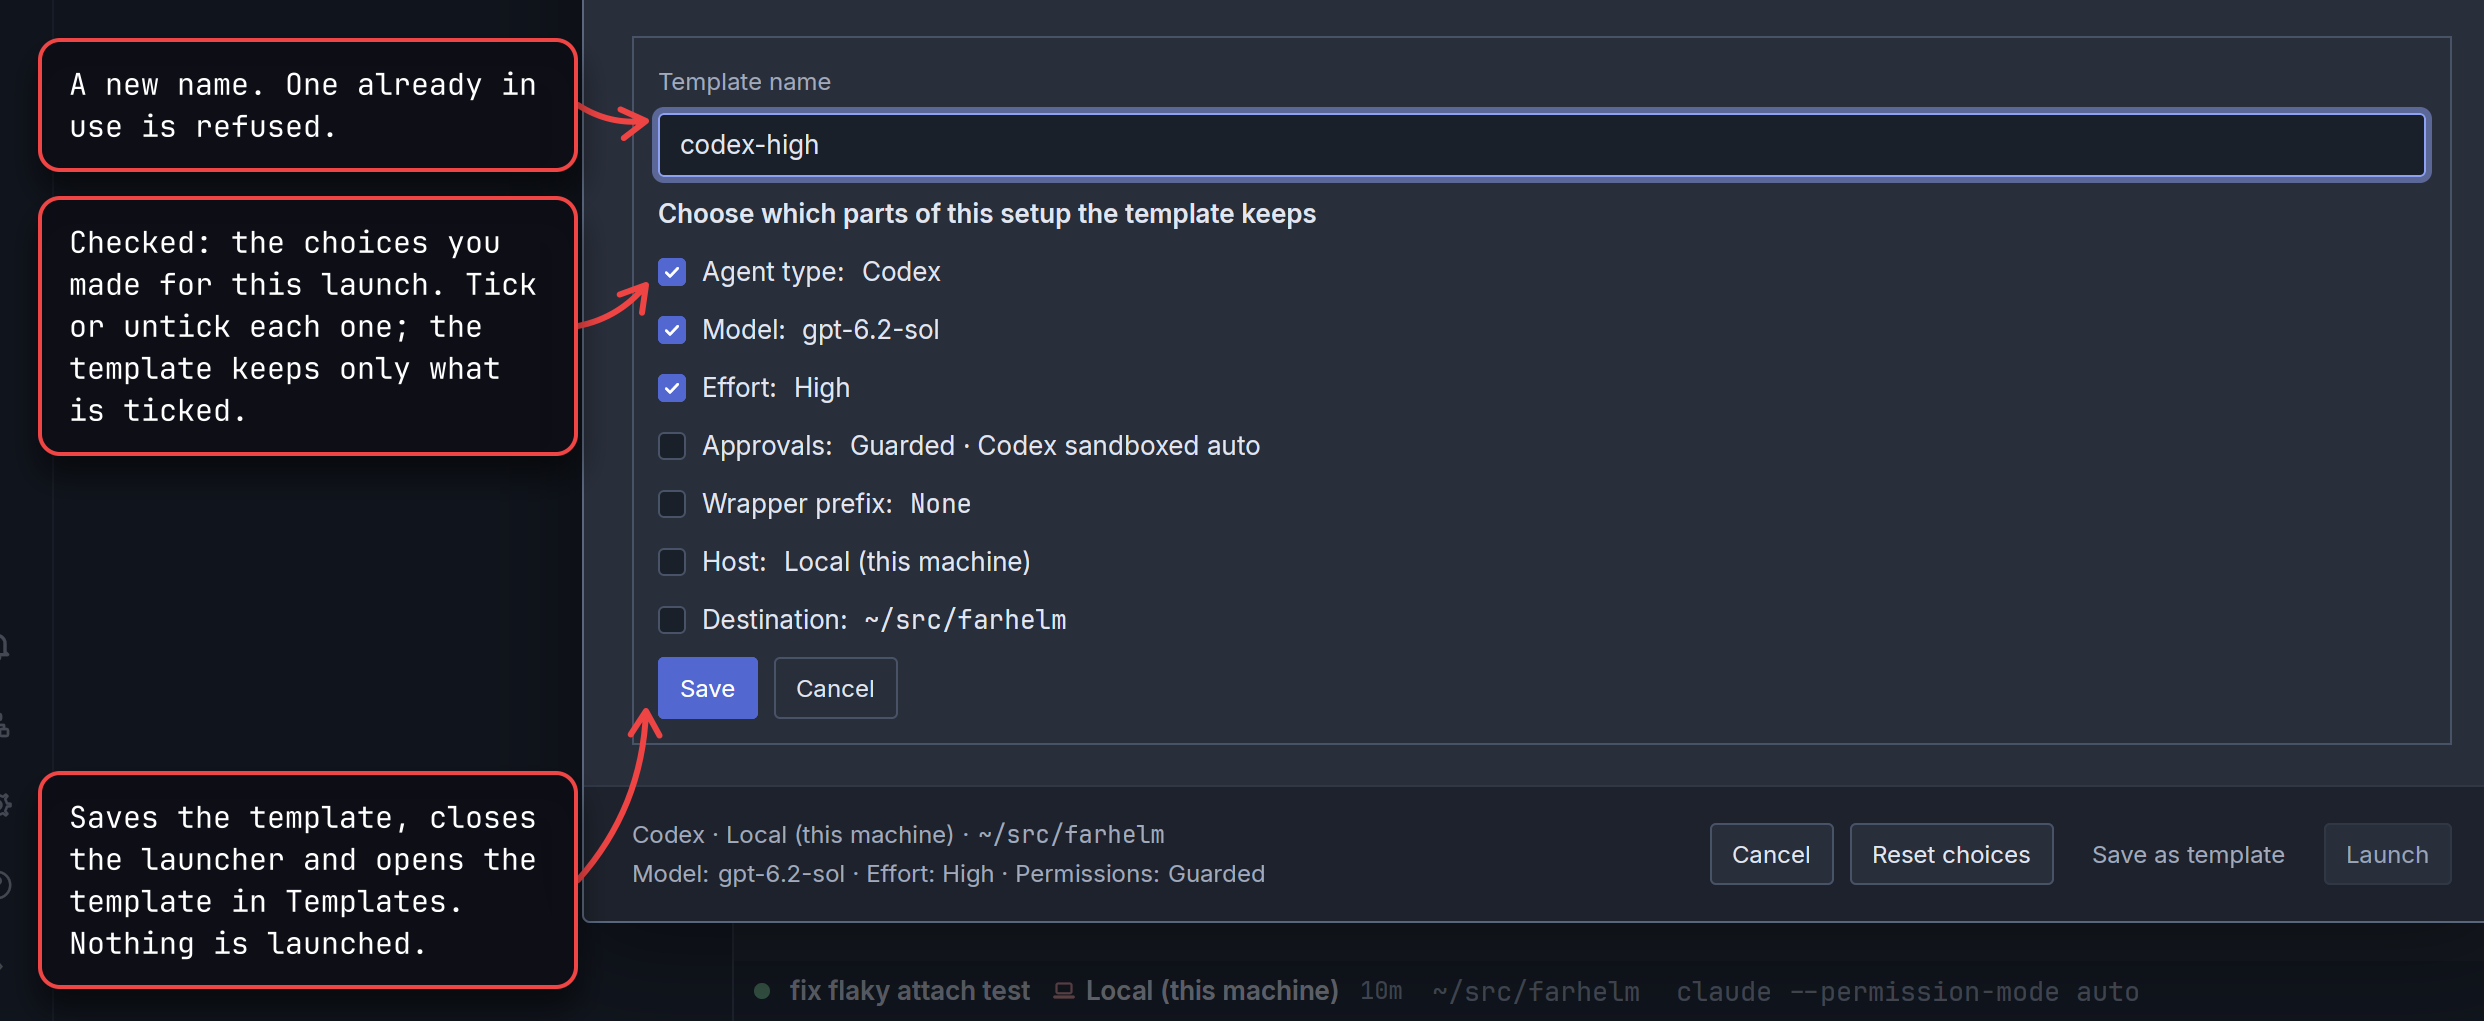 A new name. One already in
use is refused.
Checked: the choices you
made for this launch. Tick
or untick each one; the
template keeps only what
is ticked.
Saves the template, closes
the launcher and opens the
template in Templates.
Nothing is launched.
Template name
codex-high
Choose which parts of this setup the template keeps
Agent type: Codex
Model: gpt-6.2-sol
Effort: High
Approvals: Guarded · Codex sandboxed auto
Wrapper prefix: None
Host: Local (this machine)
Destination: ~/src/farhelm
Save Cancel
Codex · Local (this machine) · ~/src/farhelm
Model: gpt-6.2-sol · Effort: High · Permissions: Guarded
Cancel Reset choices Save as template Launch
fix flaky attach test Local (this machine) 10m ~/src/farhelm claude --permission-mode auto